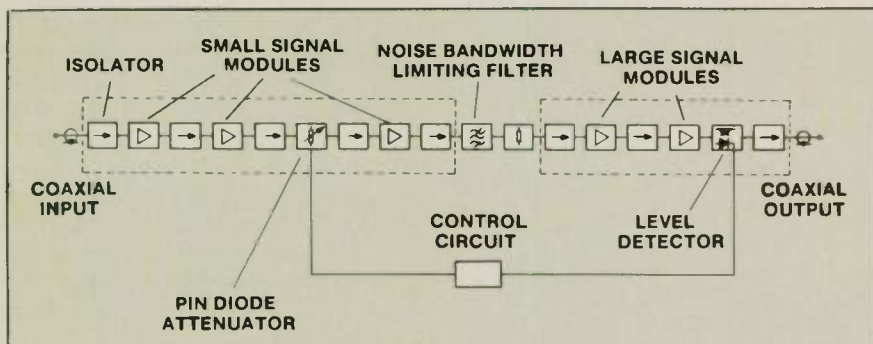 ISOLATOR
SMALL SIGNAL
MODULES
NOISE BANDWIDTH
LIMITING FILTER
LARGE SIGNAL
MODULES
COAXIAL
INPUT
COAXIAL
OUTPUT
CONTROL
CIRCUIT
LEVEL
DETECTOR
PIN DIODE
ATTENUATOR